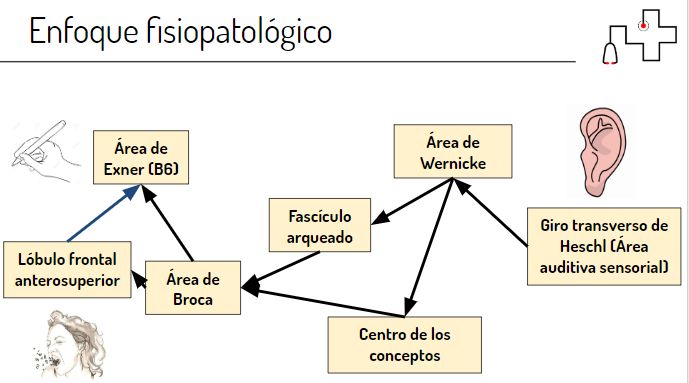 Enfoque fisiopatológico
Área de
Exner (B6)
Área de
Wernicke
Fascículo
arqueado
Giro transverso de
Heschl (Área
auditiva sensorial)
Lóbulo frontal
anterosuperior
Área de
Broca
Centro de los
conceptos